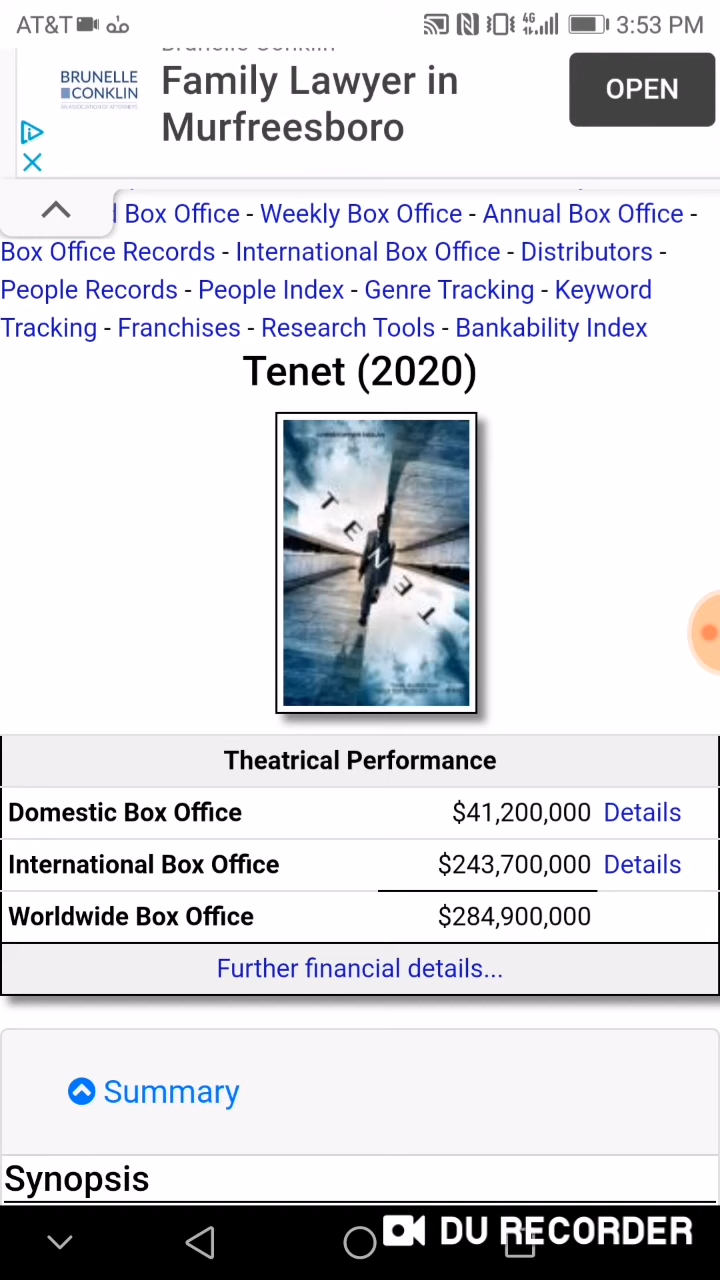 AT&T 4G 3:53 PM
BRUNELLE
CONKLIN
Family Lawyer in
Murfreesboro
OPEN
Box Office - Weekly Box Office - Annual Box Office -
Box Office Records - International Box Office - Distributors -
People Records - People Index - Genre Tracking - Keyword
Tracking - Franchises - Research Tools - Bankability Index
Tenet (2020)
TENET
Theatrical Performance
Domestic Box Office $41,200,000 Details
International Box Office $243,700,000 Details
Worldwide Box Office $284,900,000
Further financial details...
Summary
Synopsis
DU RECORDER